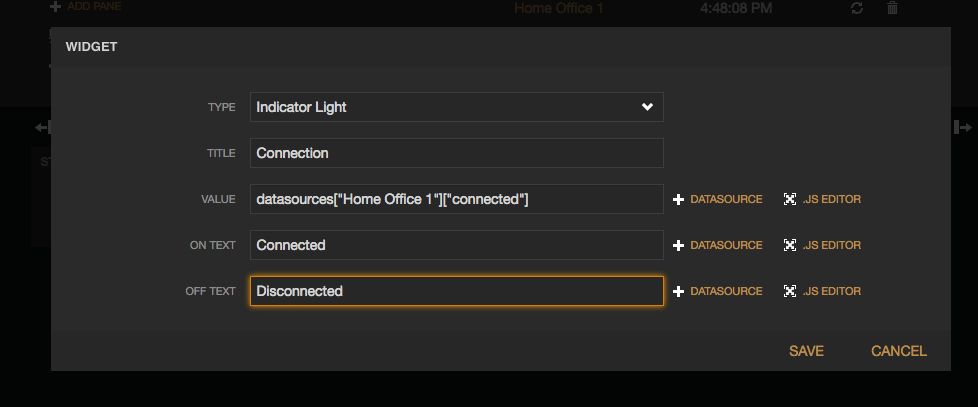 ADD PANE
Home Office 1 4:48:08 PM
WIDGET
TYPE Indicator Light
TITLE Connection
VALUE datasources["Home Office 1"]["connected"] DATASOURCE .JS EDITOR
ON TEXT Connected DATASOURCE .JS EDITOR
OFF TEXT Disconnected DATASOURCE .JS EDITOR
SAVE CANCEL